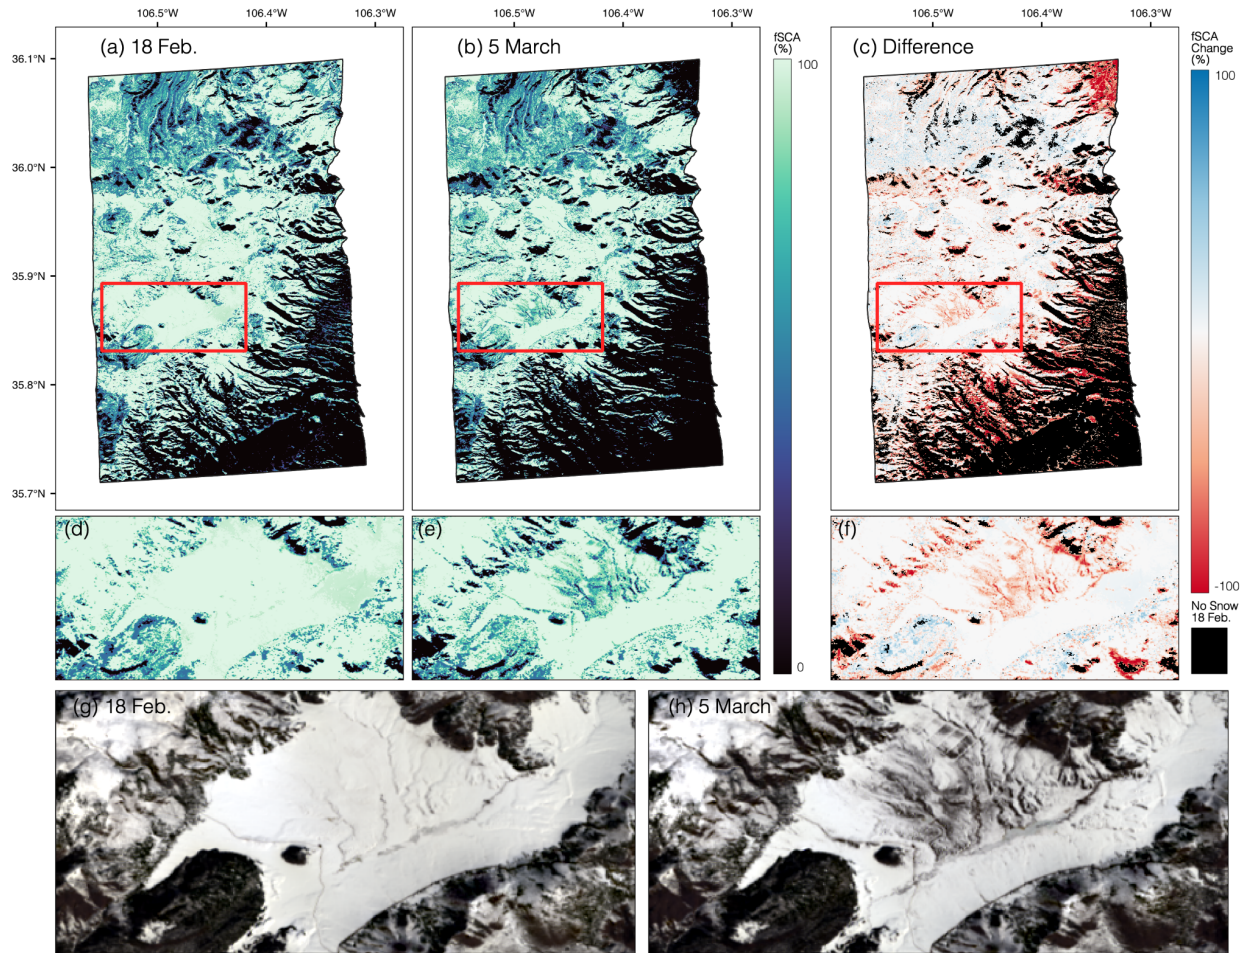 106.5°W 106.4°W 106.3°W
106.5°W 106.4°W 106.3°W
106.5°W 106.4°W 106.3°W
(a) 18 Feb.
(b) 5 March
fSCA
(%)
100
0
(c) Difference
fSCA
Change
(%)
100
-100
No Snow
18 Feb.
36.1°N
36.0°N
35.9°N
35.8°N
35.7°N
(d)
(e)
(f)
(g) 18 Feb.
(h) 5 March